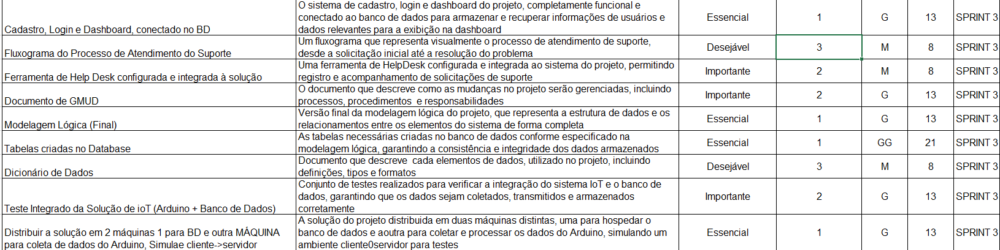 O sistema de cadastro, login e dashboard do projeto, completamente funcional e
conectado ao banco de dados para armazenar e recuperar informações de usuários e
Cadastro, Login e Dashboard, conectado no BD dados relevantes para a exibição na dashboard Essencial 1 G 13 SPRINT 3
Um fluxograma que representa visualmente o processo de atendimento de suporte,
Fluxograma do Processo de Atendimento do Suporte desde a solicitação inicial até a resolução do problema Desejável 3 M 8 SPRINT 3
Uma ferramenta de HelpDesk configurada e integrada ao sistema do projeto, permitindo
Ferramenta de Help Desk configurada e integrada à solução registro e acompanhamento de solicitações de suporte Importante 2 M 8 SPRINT 3
O documento que descreve como as mudanças no projeto serão gerenciadas, incluindo
Documento de GMUD processos, procedimentos  e responsabilidades Importante 2 G 13 SPRINT 3
Versão final da modelagem lógica do projeto, que representa a estrutura de dados e os
Modelagem Lógica (Final) relacionamentos entre os elementos do sistema de forma completa Essencial 1 G 13 SPRINT 3
As tabelas necessárias criadas no banco de dados conforme especificado na
Tabelas criadas no Database modelagem lógica, garantindo a consistência e integridade dos dados armazenados Essencial 1 GG 21 SPRINT 3
Documento que descreve  cada elementos de dados, utilizado no projeto, incluindo
Dicionário de Dados definições, tipos e formatos Desejável 3 M 8 SPRINT 3
Conjunto de testes realizados para verificar a integração do sistema IoT e o banco de
dados, garantindo que os dados sejam coletados, transmitidos e armazenados
Teste Integrado da Solução de ioT (Arduino + Banco de Dados) corretamente Importante 2 G 13 SPRINT 3
A solução do projeto distribuida em duas máquinas distintas, uma para hospedar o
Distribuir a solução em 2 máquinas 1 para BD e outra MÁQUINA banco de dados e aoutra para coletar e processar os dados do Arduino, simulando um
para coleta de dados do Arduino, Simulae cliente->servidor ambiente cliente0servidor para testes Essencial 1 G 13 SPRINT 3